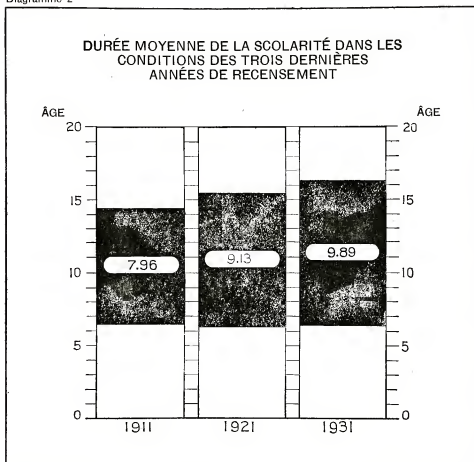 Diagramme 2
DURÉE MOYENNE DE LA SCOLARITÉ DANS LES
CONDITIONS DES TROIS DERNIÈRES
ANNÉES DE RECENSEMENT
ÂGE ÂGE
20 20
15 15
7.96 9.13 9.89
10 10
5 5
0 0
1911 1921 1931